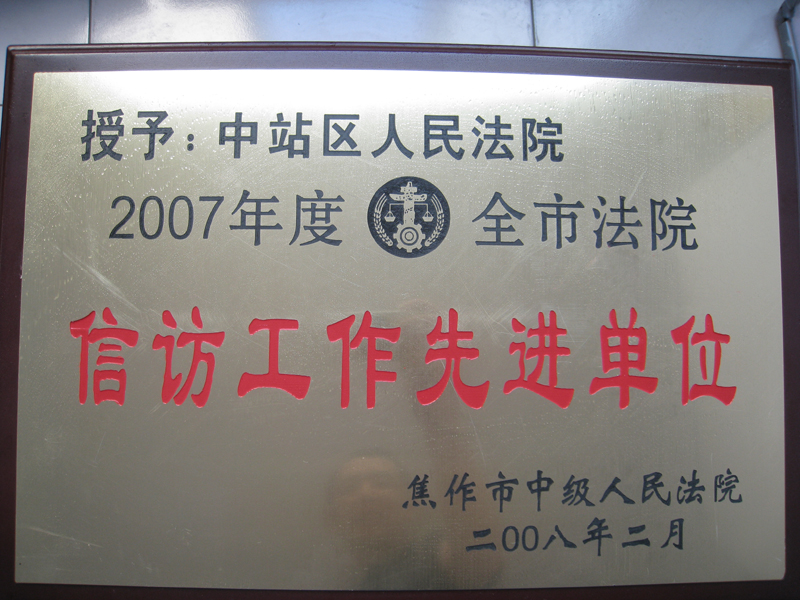 授予：中站区人民法院
2007年度 全市法院
信访工作先进单位
焦作市中级人民法院
二00八年二月